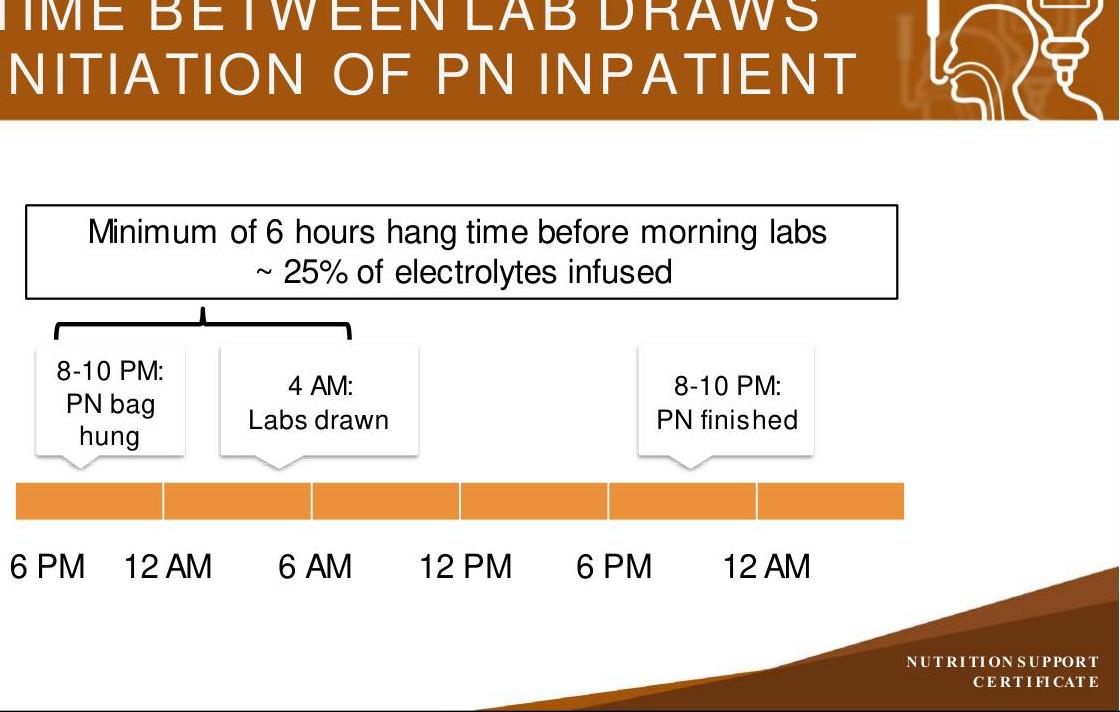 TIME BETWEEN LAB DRAWS
INITIATION OF PN INPATIENT
Minimum of 6 hours hang time before morning labs
~ 25% of electrolytes infused
8-10 PM:
PN bag
hung
4 AM:
Labs drawn
8-10 PM:
PN finished
6 PM 12 AM 6 AM 12 PM 6 PM 12 AM
NUTRITION SUPPORT
CERTIFICATE